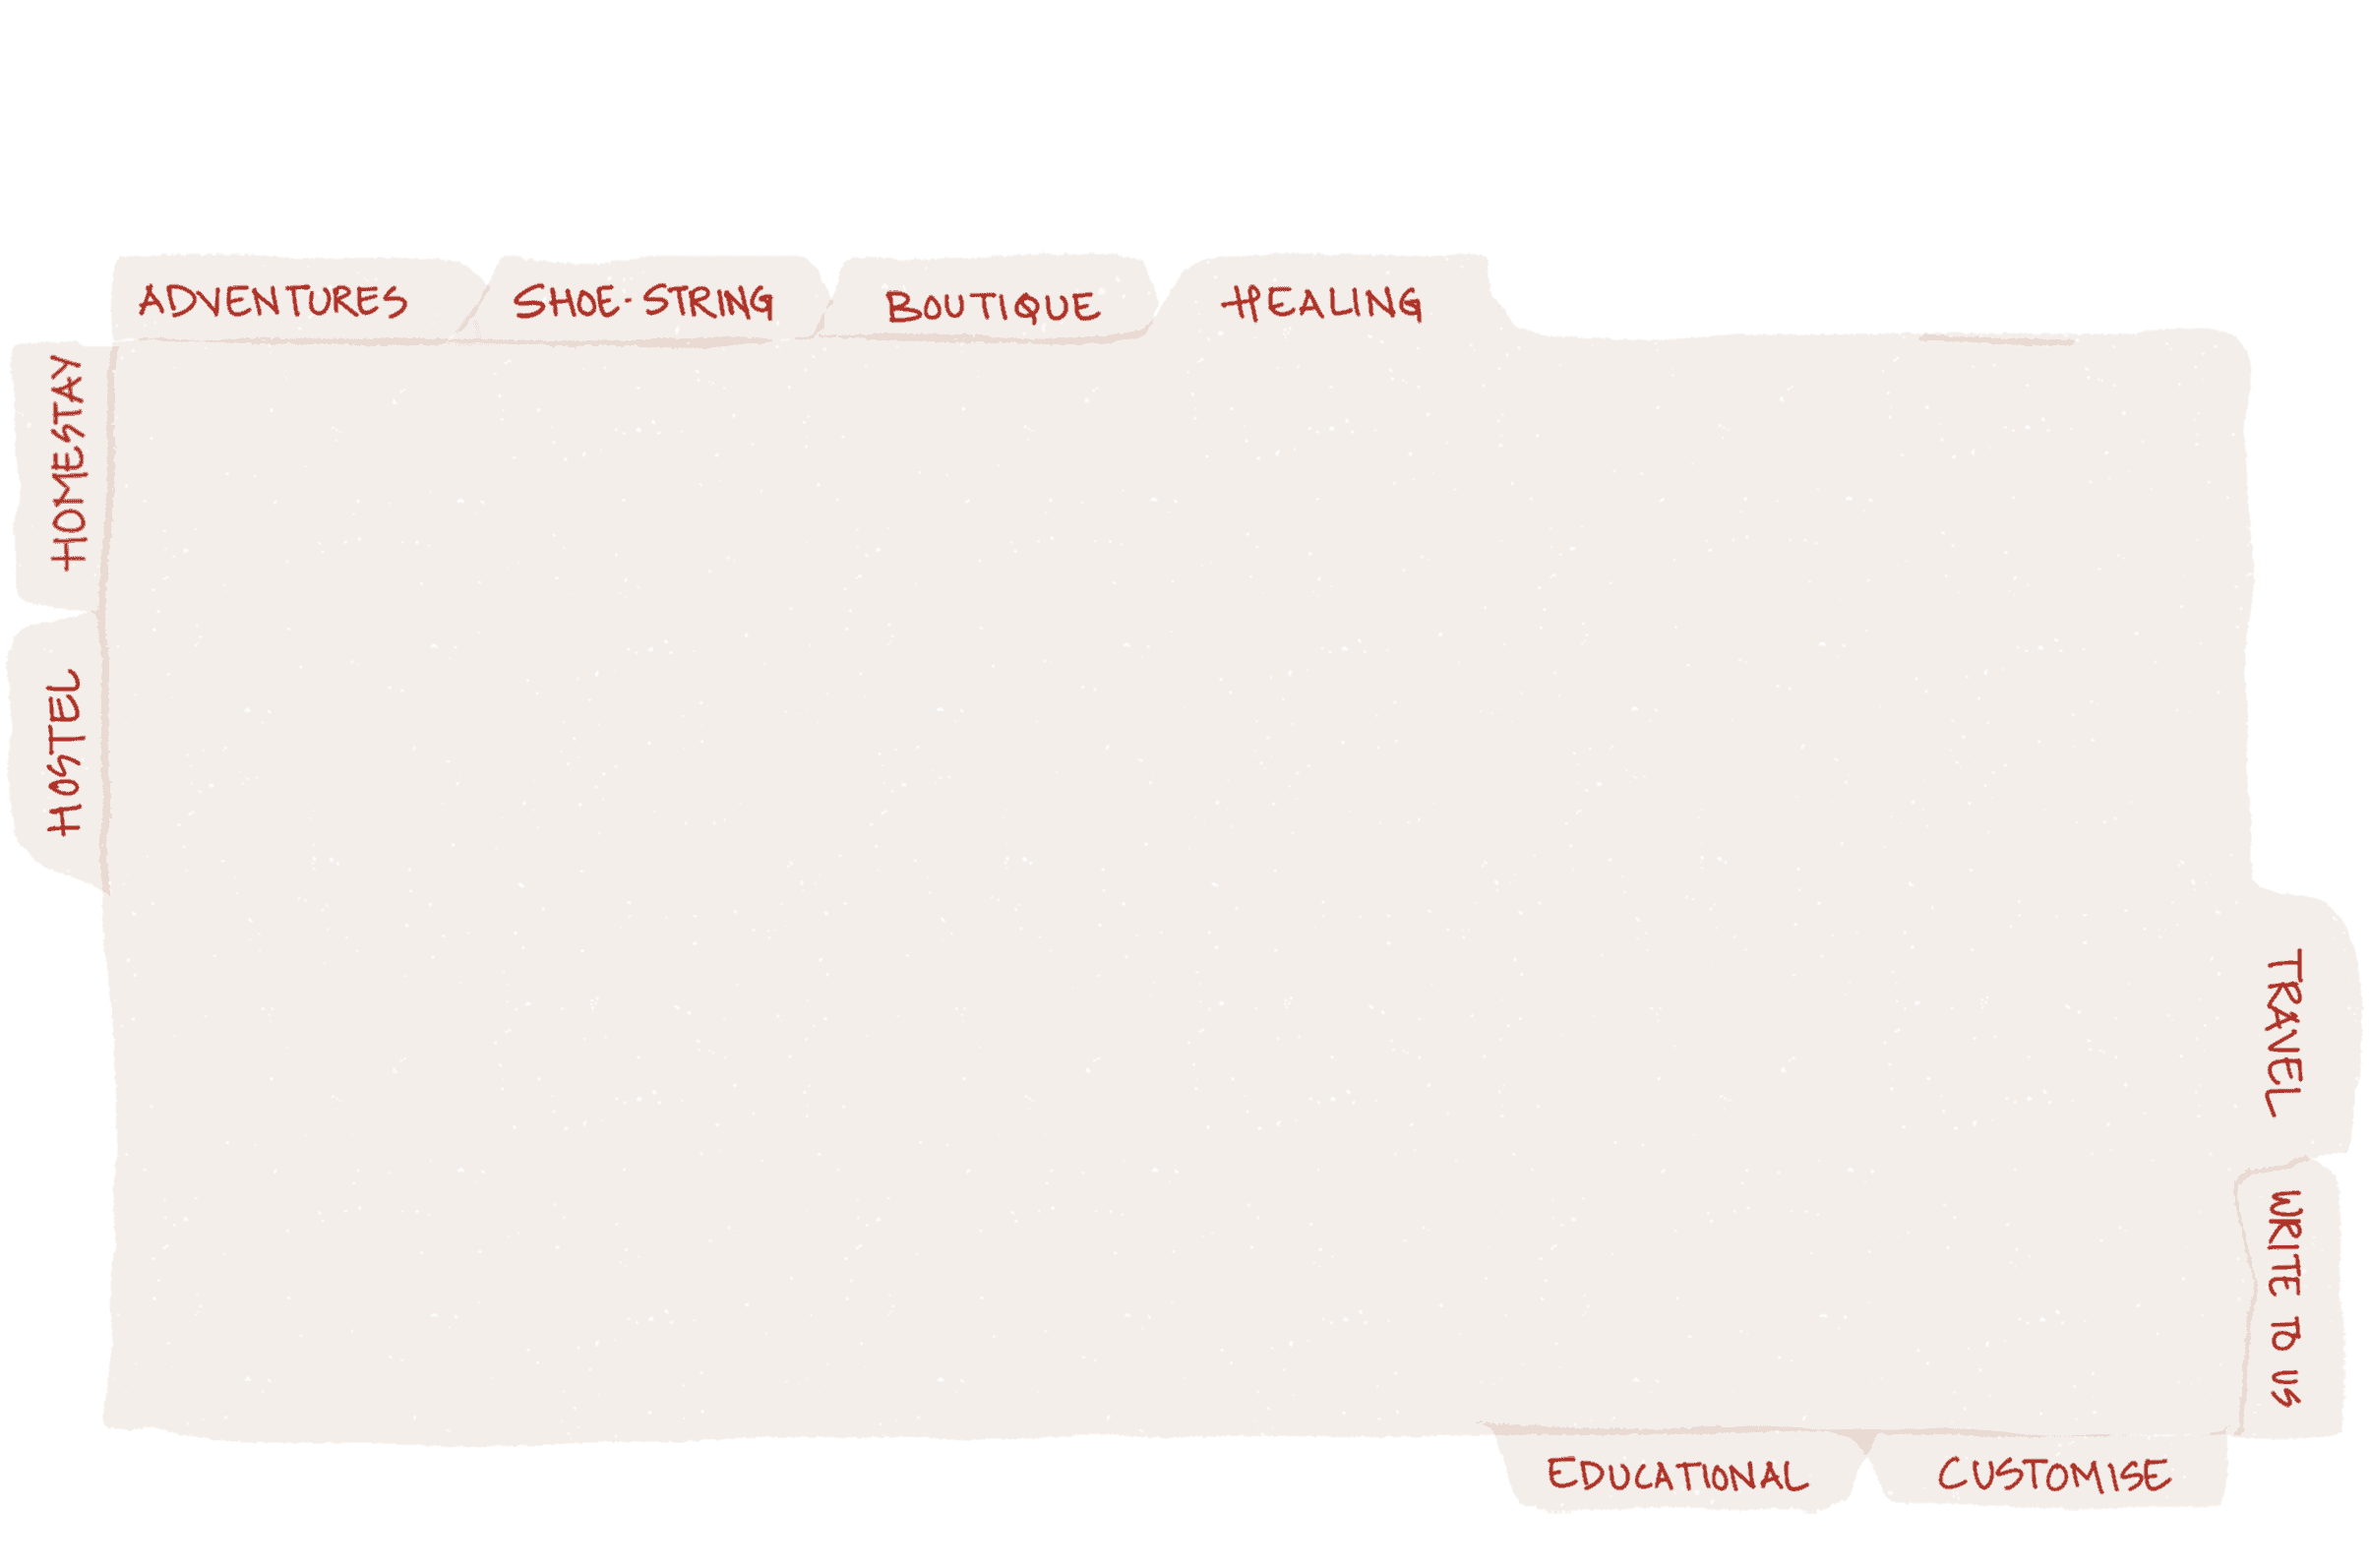 ADVENTURES
SHOE-STRING
BOUTIQUE
HEALING
HOMESTAY
HOSTEL
TRAVEL
WRITE TO US
EDUCATIONAL
CUSTOMISE